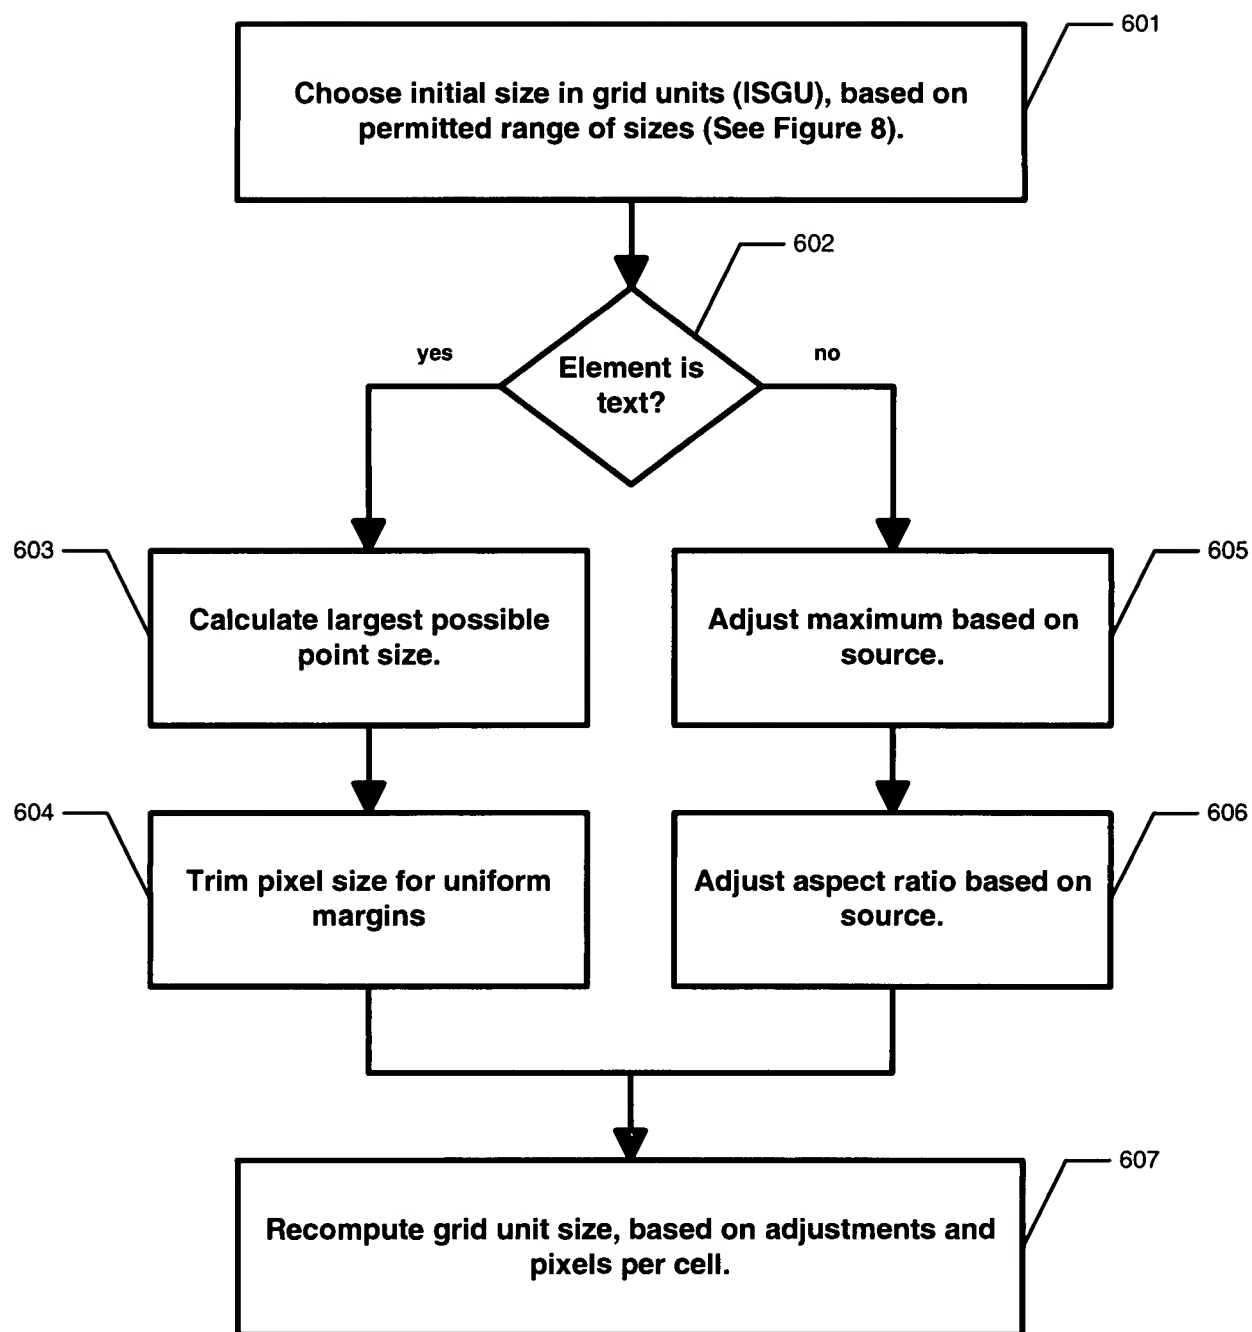 601
Choose initial size in grid units (ISGU), based on
permitted range of sizes (See Figure 8).
602
yes
no
Element is
text?
603
605
Calculate largest possible
point size.
Adjust maximum based on
source.
604
606
Trim pixel size for uniform
margins
Adjust aspect ratio based on
source.
607
Recompute grid unit size, based on adjustments and
pixels per cell.